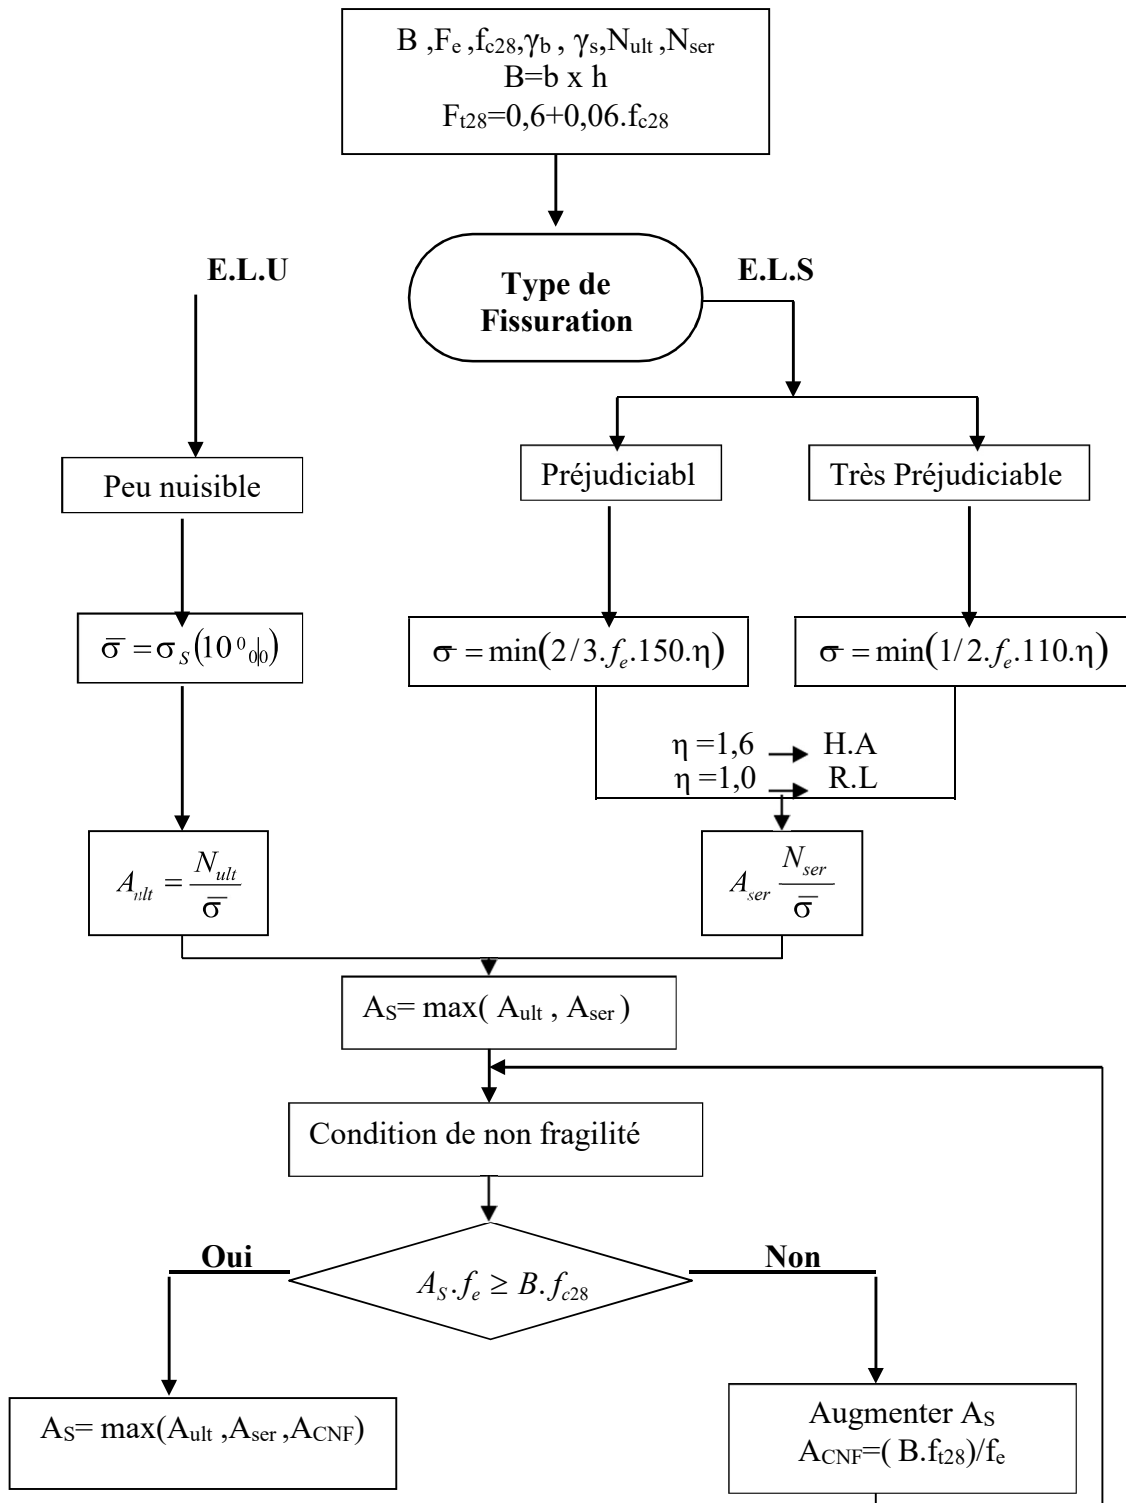 B ,Fe ,fc28,γb , γs,Nult ,Nser
B=b x h
Ft28=0,6+0,06.fc28
E.L.U
Type de
Fissuration
E.L.S
Peu nuisible
Préjudiciabl
Très Préjudiciable
σ̅ = σS(10 0 00)
σ = min(2/3.fe.150.η)
σ = min(1/2.fe.110.η)
η =1,6 → H.A
η =1,0 → R.L
Ault = Nult / σ̅
Aser Nser / σ̅
AS= max( Ault , Aser )
Condition de non fragilité
Oui
AS.fe ≥ B.fc28
Non
AS= max(Ault ,Aser ,ACNF)
Augmenter AS
ACNF=( B.ft28)/fe